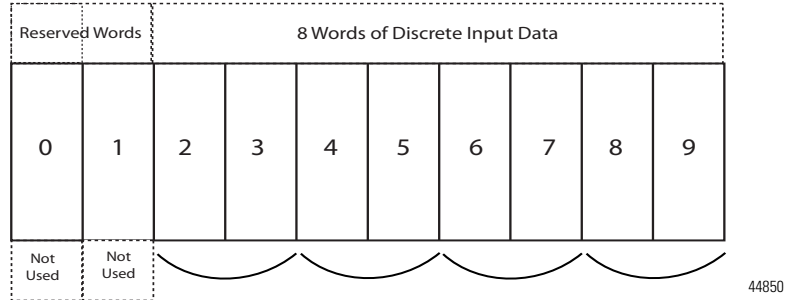 Reserved Words 8 Words of Discrete Input Data
0 1 2 3 4 5 6 7 8 9
Not Used Not Used
44850